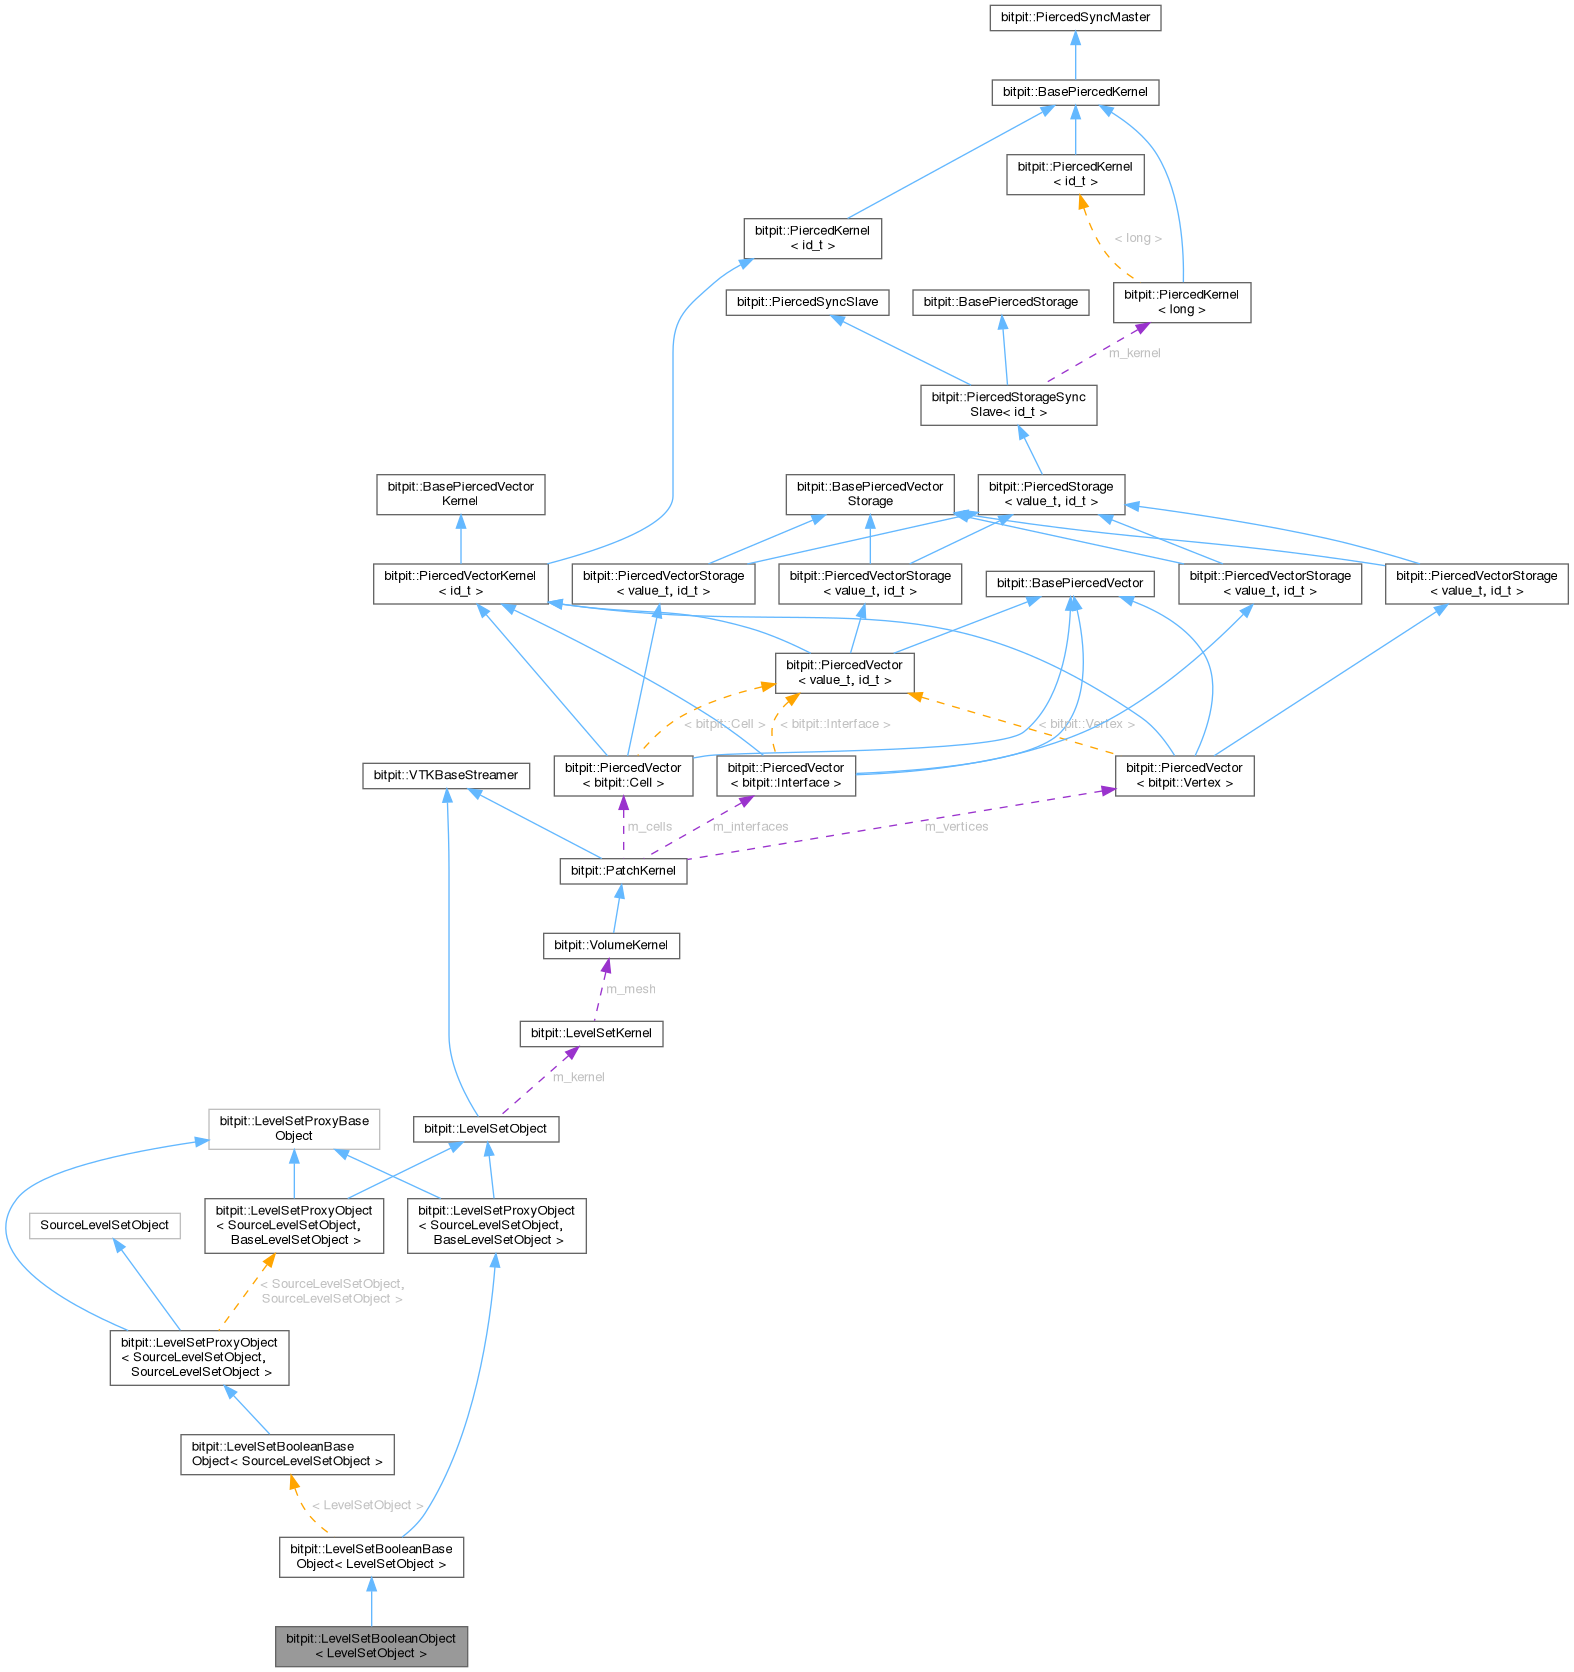 bitpit::PiercedSyncMaster
bitpit::BasePiercedKernel
bitpit::PiercedKernel
< id_t >
bitpit::PiercedKernel
< id_t >
< long >
bitpit::PiercedSyncSlave
bitpit::BasePiercedStorage
bitpit::PiercedKernel
< long >
m_kernel
bitpit::PiercedStorageSync
Slave< id_t >
bitpit::BasePiercedVector
Kernel
bitpit::BasePiercedVector
Storage
bitpit::PiercedStorage
< value_t, id_t >
bitpit::PiercedVectorKernel
< id_t >
bitpit::PiercedVectorStorage
< value_t, id_t >
bitpit::PiercedVectorStorage
< value_t, id_t >
bitpit::BasePiercedVector
bitpit::PiercedVectorStorage
< value_t, id_t >
bitpit::PiercedVectorStorage
< value_t, id_t >
bitpit::PiercedVector
< value_t, id_t >
< bitpit::Cell >
< bitpit::Interface >
< bitpit::Vertex >
bitpit::VTKBaseStreamer
bitpit::PiercedVector
< bitpit::Cell >
bitpit::PiercedVector
< bitpit::Interface >
bitpit::PiercedVector
< bitpit::Vertex >
m_cells
m_interfaces
m_vertices
bitpit::PatchKernel
bitpit::VolumeKernel
m_mesh
bitpit::LevelSetKernel
m_kernel
bitpit::LevelSetProxyBase
Object
bitpit::LevelSetObject
SourceLevelSetObject
bitpit::LevelSetProxyObject
< SourceLevelSetObject,
BaseLevelSetObject >
bitpit::LevelSetProxyObject
< SourceLevelSetObject,
BaseLevelSetObject >
< SourceLevelSetObject,
SourceLevelSetObject >
bitpit::LevelSetProxyObject
< SourceLevelSetObject,
SourceLevelSetObject >
bitpit::LevelSetBooleanBase
Object< SourceLevelSetObject >
< LevelSetObject >
bitpit::LevelSetBooleanBase
Object< LevelSetObject >
bitpit::LevelSetBooleanObject
< LevelSetObject >